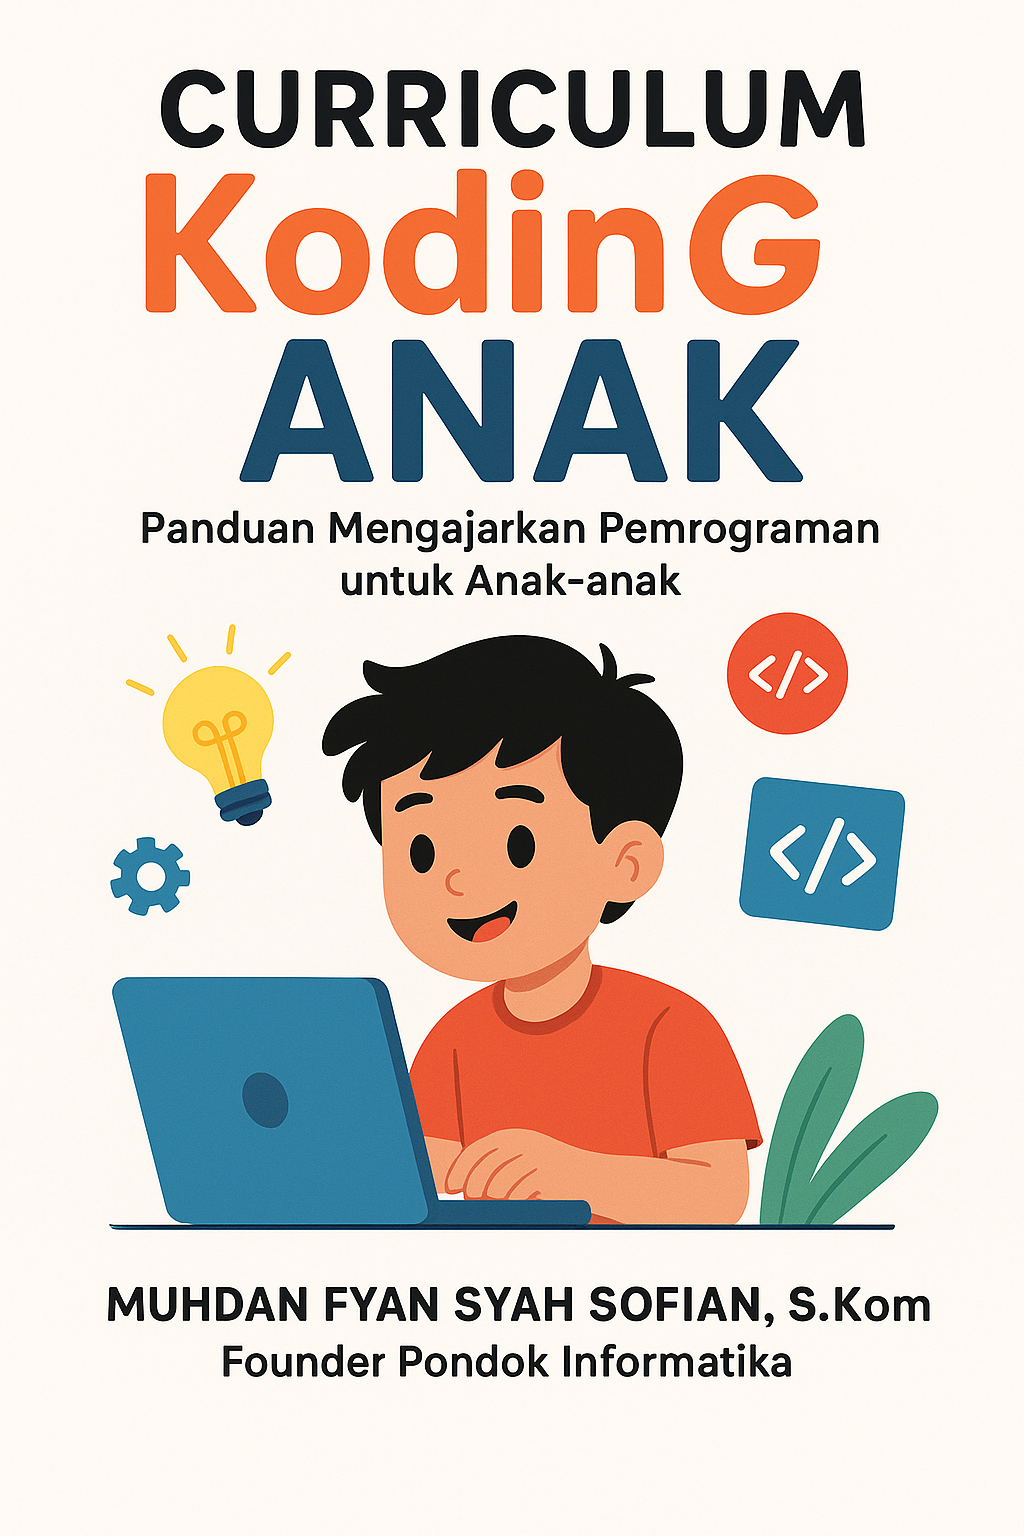 CURRICULUM
KodinG
ANAK
Panduan Mengajarkan Pemrograman
untuk Anak-anak
</>
</>
MUHDAN FYAN SYAH SOFIAN, S.Kom
Founder Pondok Informatika